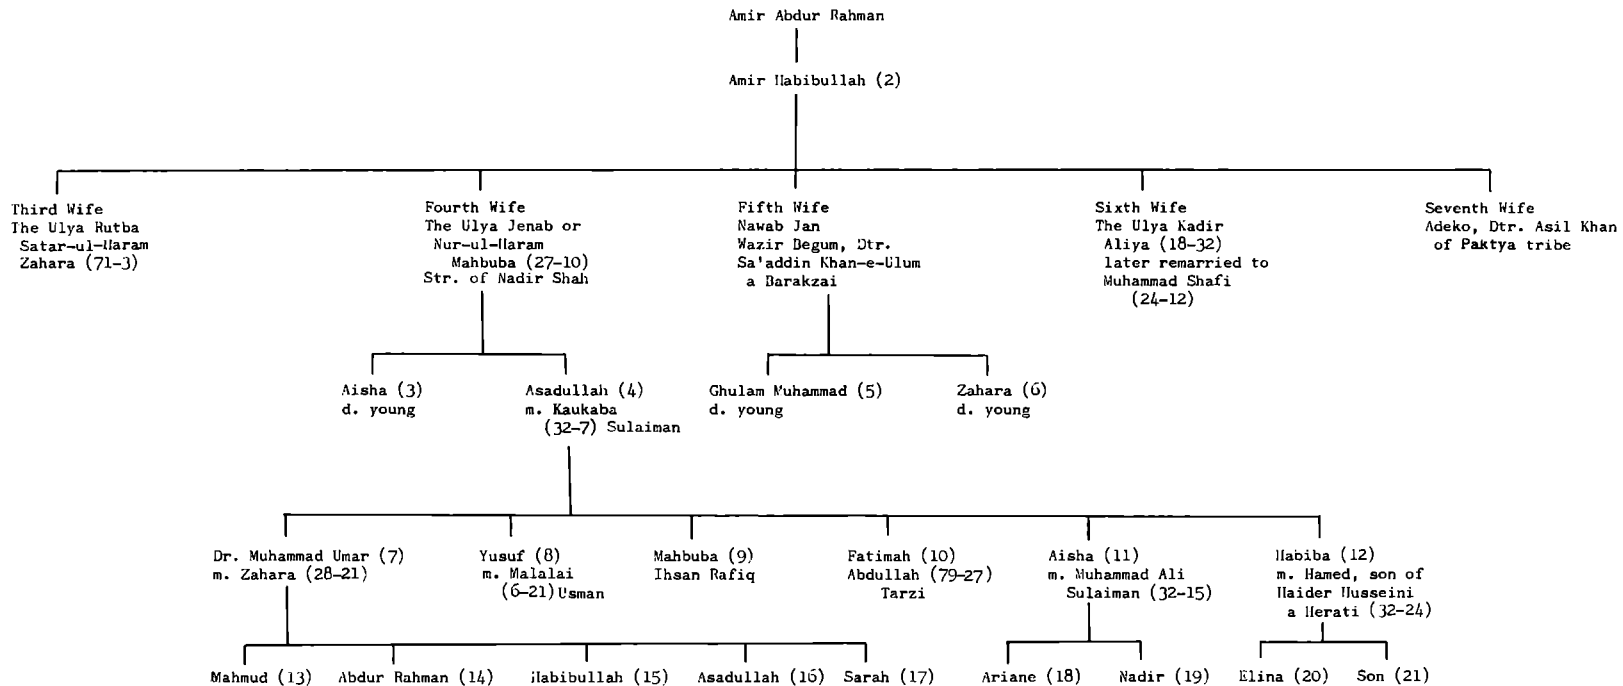 Amir Abdur Rahman
Amir Habibullah (2)
Third Wife
The Ulya Rutba
Satar-ul-Haram
Zahara (71-3)
Fourth Wife
The Ulya Jenab or
Nur-ul-Haram
Mahbuba (27-10)
Str. of Nadir Shah
Fifth Wife
Nawab Jan
Wazir Begum, Dtr.
Sa'addin Khan-e-Ulum
a Barakzai
Sixth Wife
The Ulya Kadir
Aliya (18-32)
later remarried to
Muhammad Shafi
(24-12)
Seventh Wife
Adeko, Dtr. Asil Khan
of Paktya tribe
Aisha (3)
d. young
Asadullah (4)
m. Kaukaba
(32-7) Sulaiman
Ghulam Muhammad (5)
d. young
Zahara (6)
d. young
Dr. Muhammad Umar (7)
m. Zahara (28-21)
Yusuf (8)
m. Malalai
(6-21) Usman
Mahbuba (9)
Ihsan Rafiq
Fatimah (10)
Abdullah (79-27)
Tarzi
Aisha (11)
m. Muhammad Ali
Sulaiman (32-15)
Habiba (12)
m. Hamed, son of
Haider Husseini
a Herati (32-24)
Mahmud (13)
Abdur Rahman (14)
Habibullah (15)
Asadullah (16)
Sarah (17)
Ariane (18)
Nadir (19)
Elina (20)
Son (21)